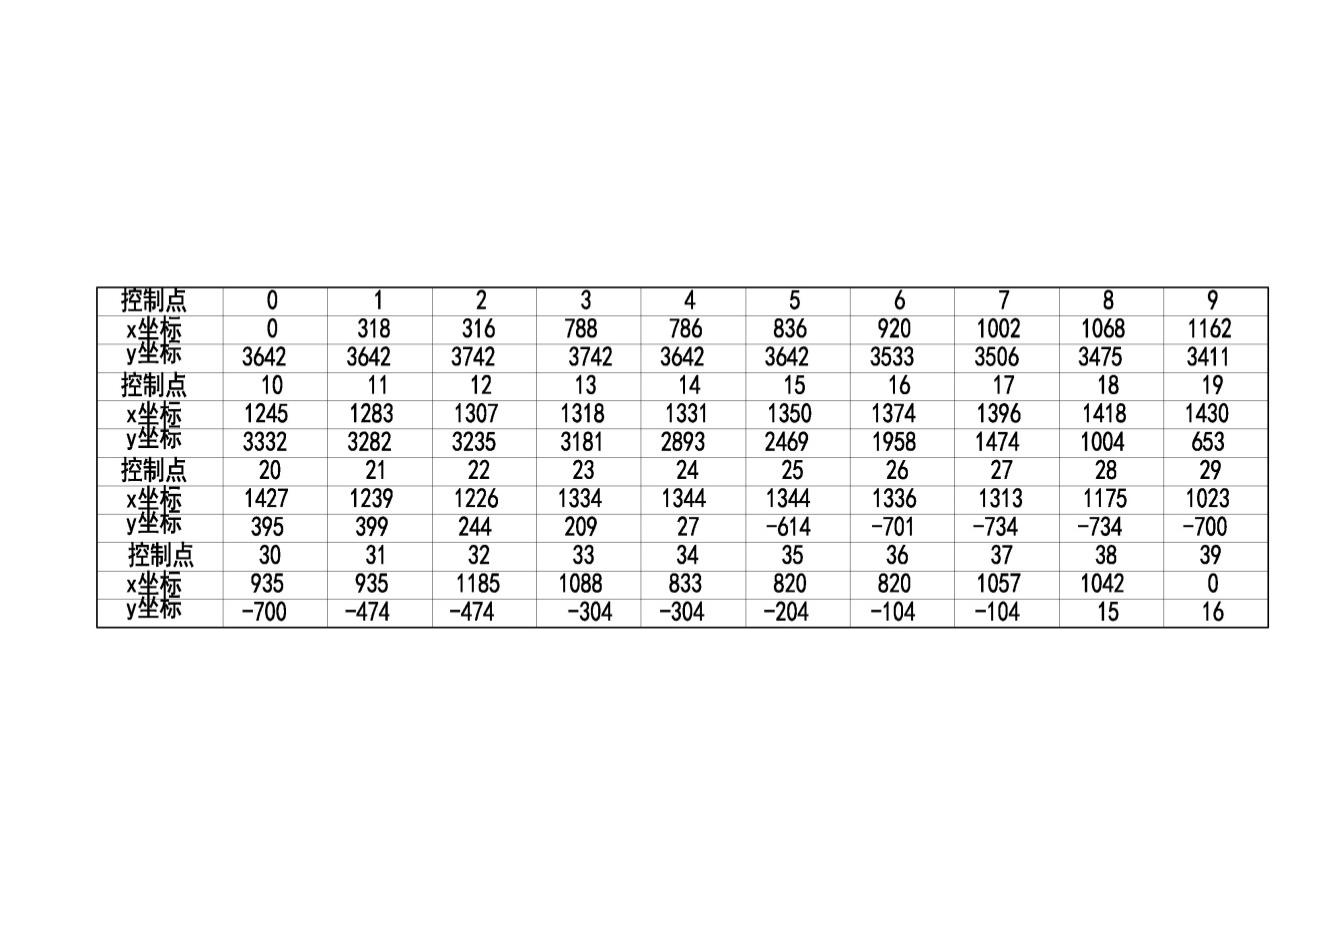 控制点 0 1 2 3 4 5 6 7 8 9
x坐标 0 318 316 788 786 836 920 1002 1068 1162
y坐标 3642 3642 3742 3742 3642 3642 3533 3506 3475 3411
控制点 10 11 12 13 14 15 16 17 18 19
x坐标 1245 1283 1307 1318 1331 1350 1374 1396 1418 1430
y坐标 3332 3282 3235 3181 2893 2469 1958 1474 1004 653
控制点 20 21 22 23 24 25 26 27 28 29
x坐标 1427 1239 1226 1334 1344 1344 1336 1313 1175 1023
y坐标 395 399 244 209 27 -614 -701 -734 -734 -700
控制点 30 31 32 33 34 35 36 37 38 39
x坐标 935 935 1185 1088 833 820 820 1057 1042 0
y坐标 -700 -474 -474 -304 -304 -204 -104 -104 15 16